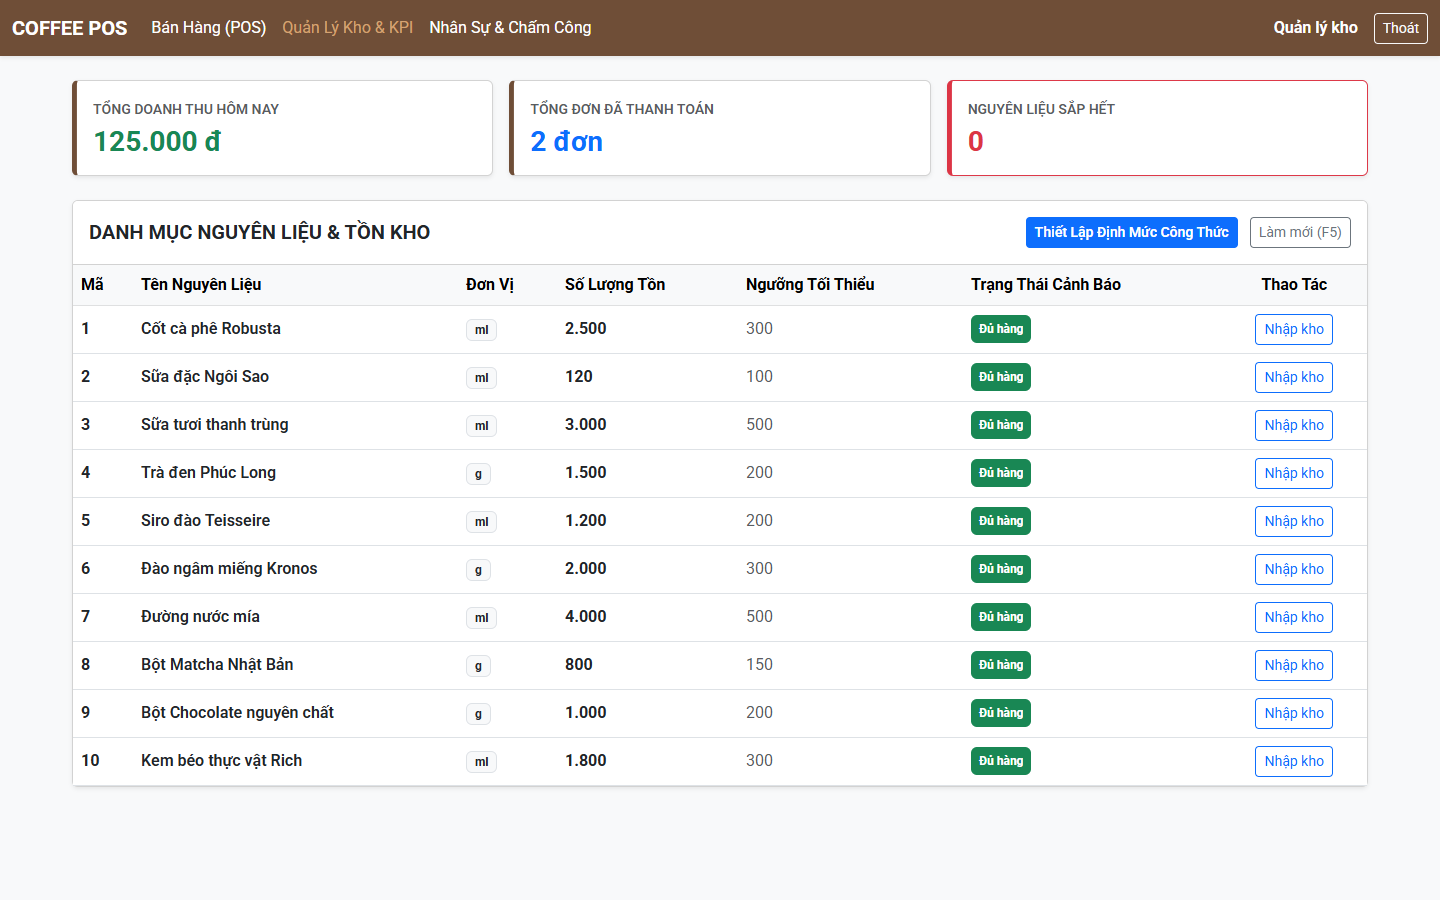 COFFEE POS Bán Hàng (POS) Quản Lý Kho & KPI Nhân Sự & Chấm Công Quản lý kho Thoát
TỔNG DOANH THU HÔM NAY
125.000 đ
TỔNG ĐƠN ĐÃ THANH TOÁN
2 đơn
NGUYÊN LIỆU SẮP HẾT
0
DANH MỤC NGUYÊN LIỆU & TỒN KHO Thiết Lập Định Mức Công Thức Làm mới (F5)
Mã Tên Nguyên Liệu Đơn Vị Số Lượng Tồn Ngưỡng Tối Thiểu Trạng Thái Cảnh Báo Thao Tác
1 Cốt cà phê Robusta ml 2.500 300 Đủ hàng Nhập kho
2 Sữa đặc Ngôi Sao ml 120 100 Đủ hàng Nhập kho
3 Sữa tươi thanh trùng ml 3.000 500 Đủ hàng Nhập kho
4 Trà đen Phúc Long g 1.500 200 Đủ hàng Nhập kho
5 Siro đào Teisseire ml 1.200 200 Đủ hàng Nhập kho
6 Đào ngâm miếng Kronos g 2.000 300 Đủ hàng Nhập kho
7 Đường nước mía ml 4.000 500 Đủ hàng Nhập kho
8 Bột Matcha Nhật Bản g 800 150 Đủ hàng Nhập kho
9 Bột Chocolate nguyên chất g 1.000 200 Đủ hàng Nhập kho
10 Kem béo thực vật Rich ml 1.800 300 Đủ hàng Nhập kho